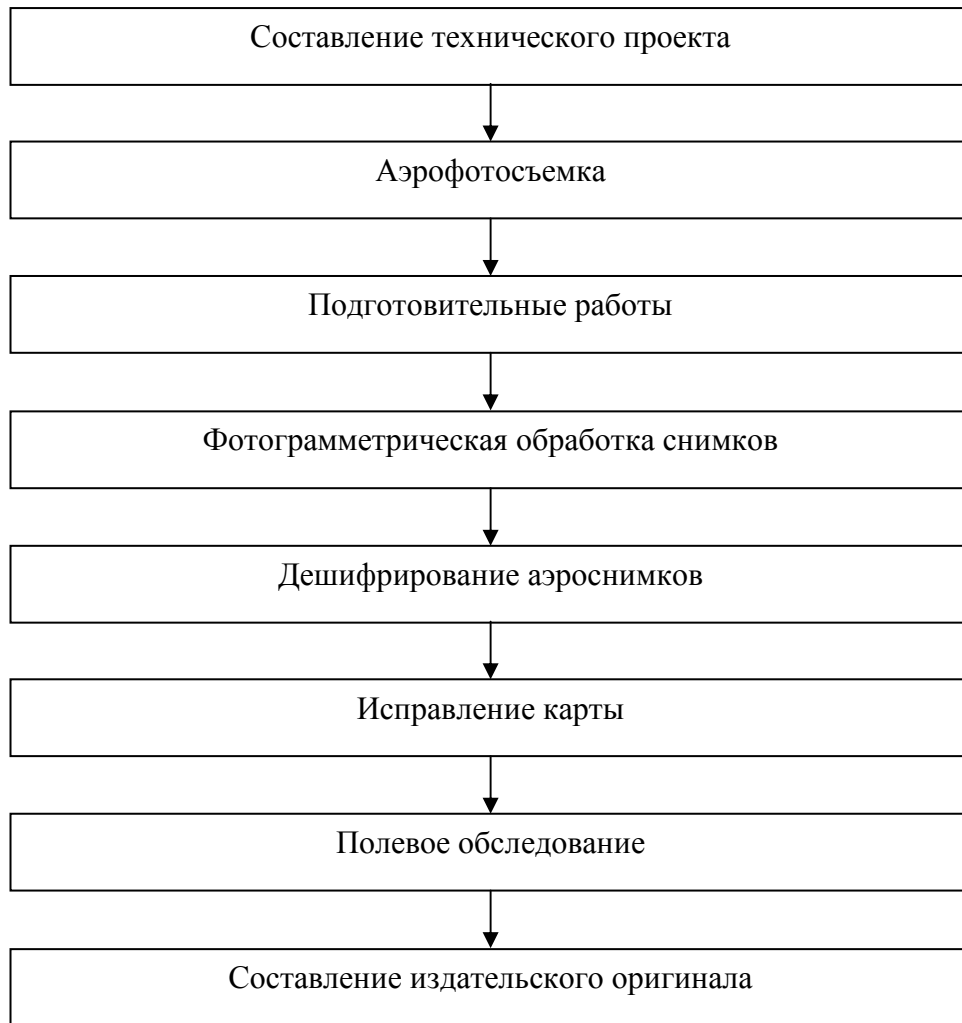 Составление технического проекта
Аэрофотосъемка
Подготовительные работы
Фотограмметрическая обработка снимков
Дешифрирование аэроснимков
Исправление карты
Полевое обследование
Составление издательского оригинала